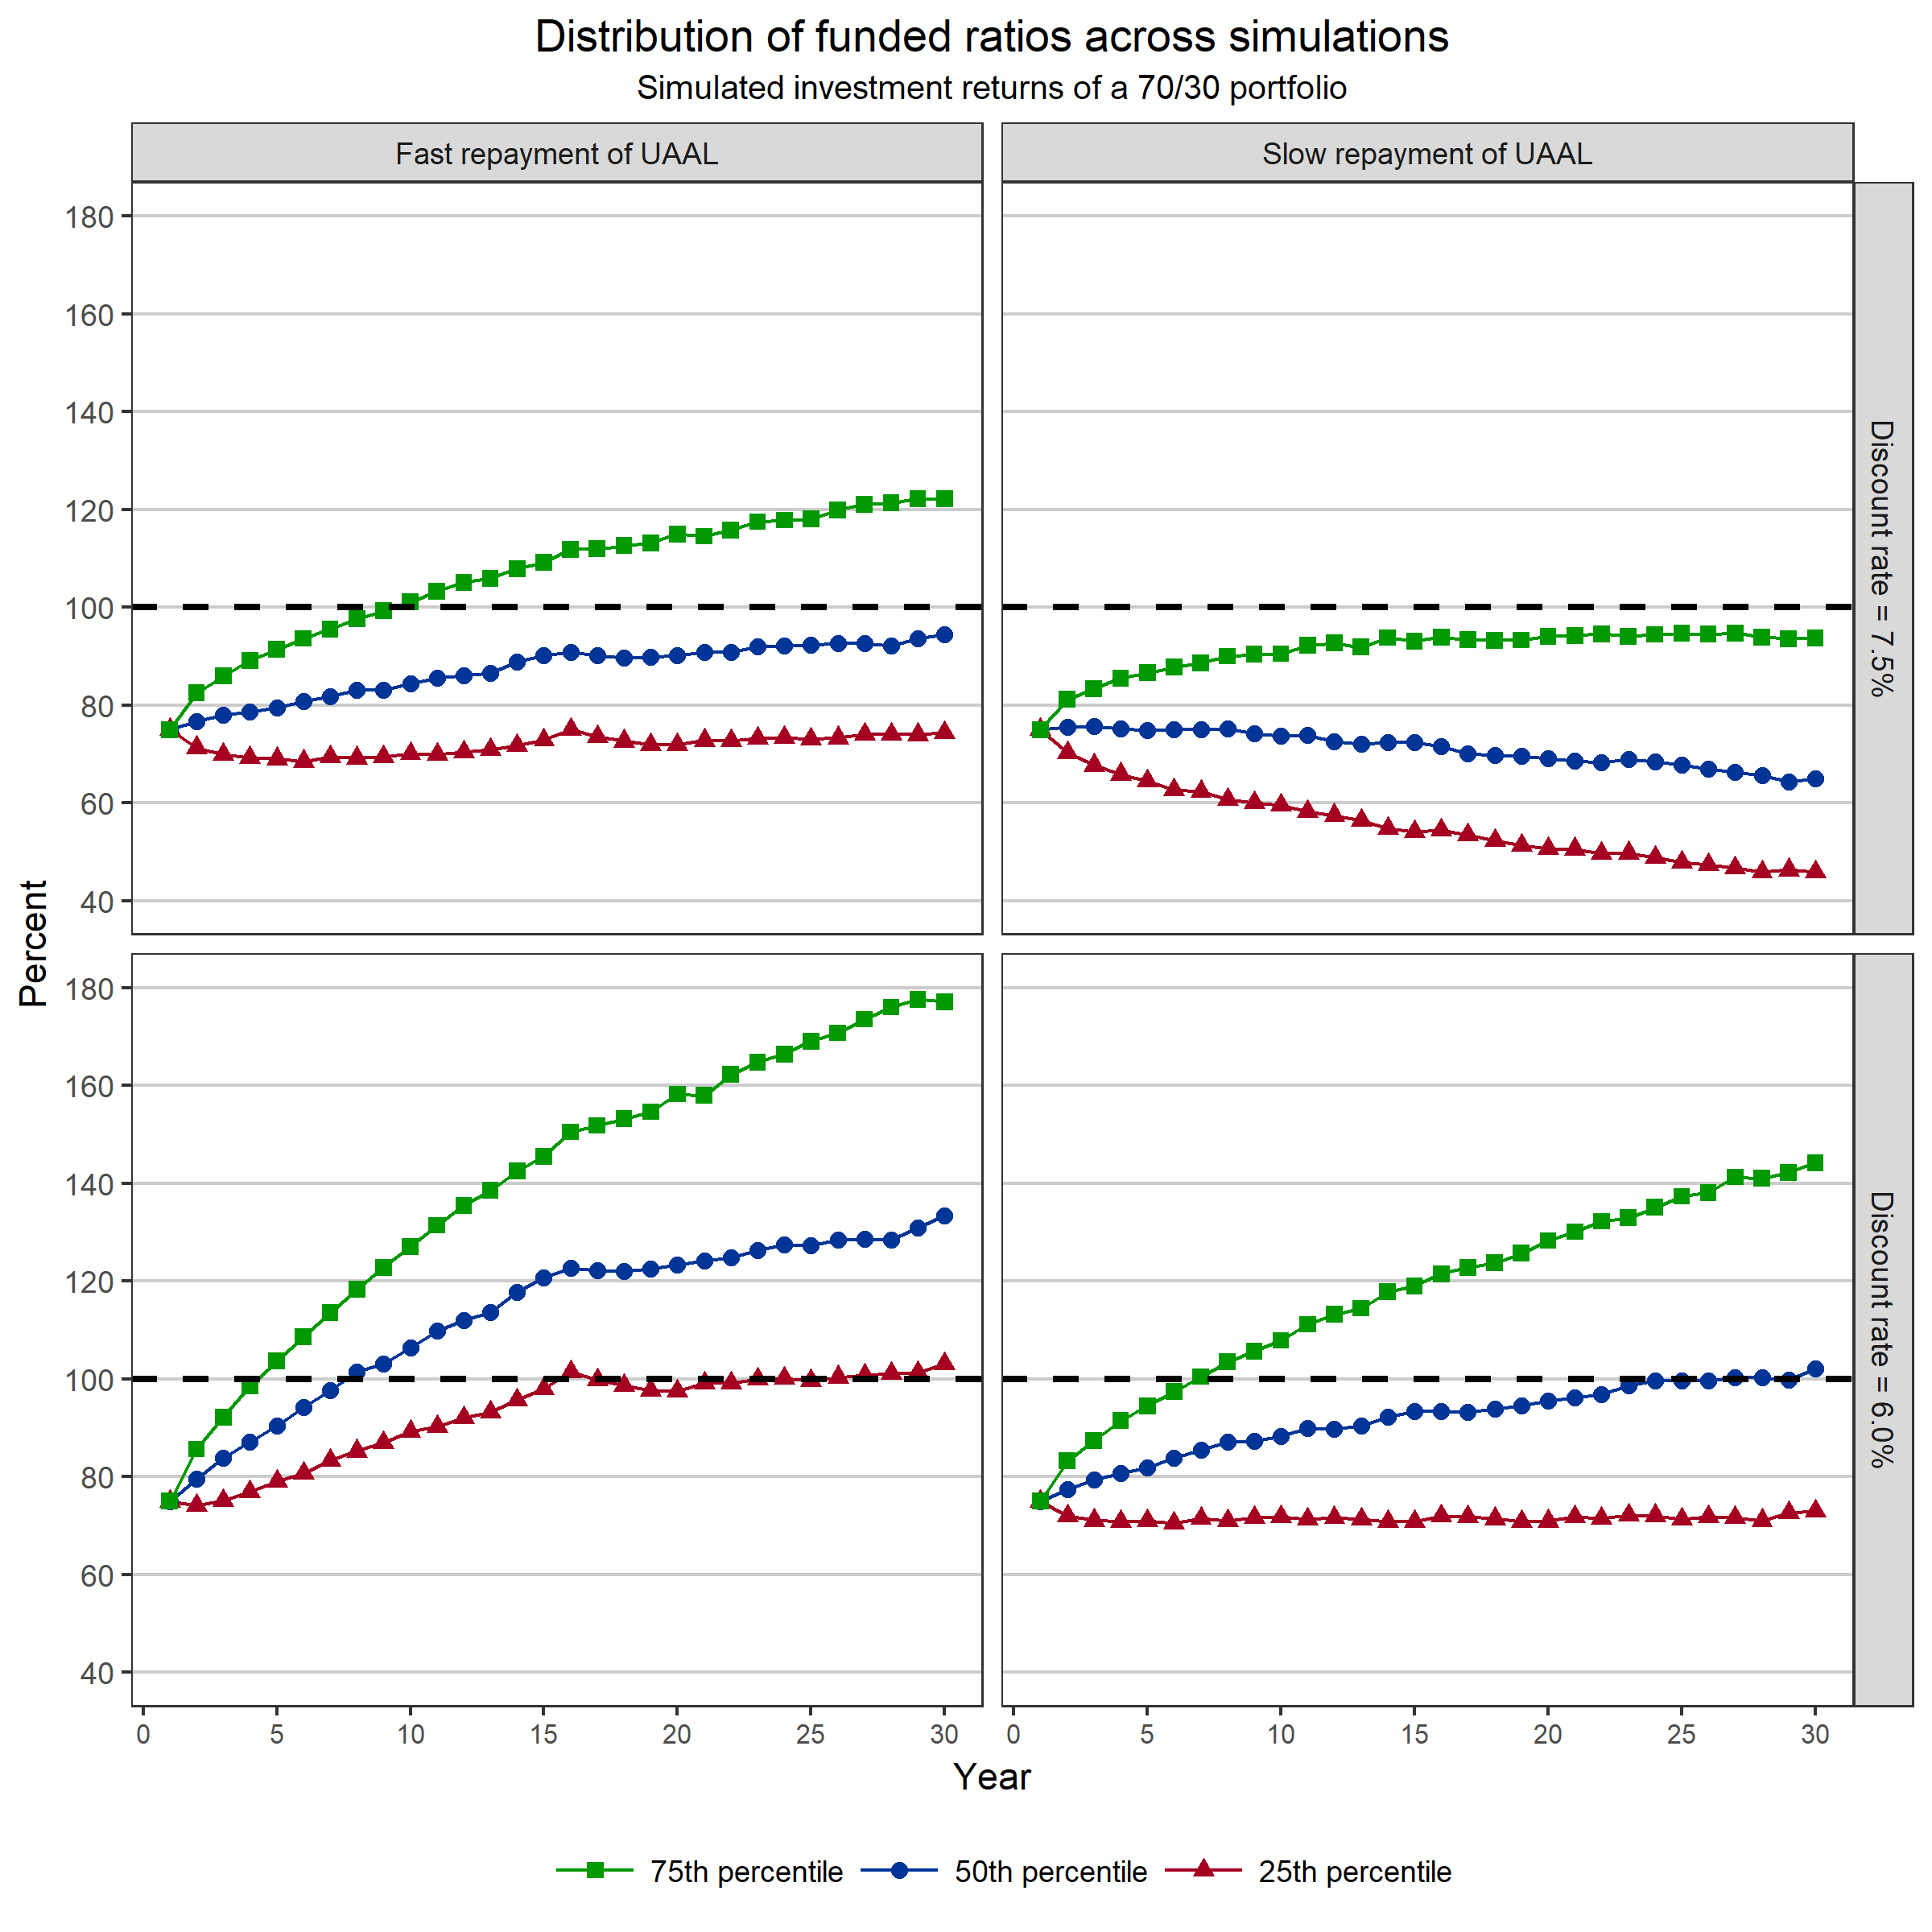 Distribution of funded ratios across simulations
Simulated investment returns of a 70/30 portfolio
Fast repayment of UAAL
Slow repayment of UAAL
180
160
140
120
100
80
60
40
Discount rate = 7.5%
Percent
180
160
140
120
100
80
60
40
Discount rate = 6.0%
0 5 10 15 20 25 30
0 5 10 15 20 25 30
Year
75th percentile 50th percentile 25th percentile